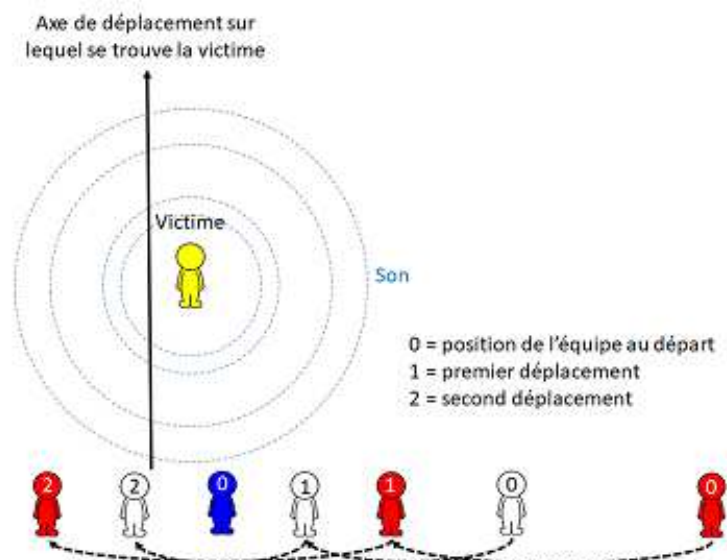 Axe de déplacement sur
lequel se trouve la victime
Victime
Son
0 = position de l'équipe au départ
1 = premier déplacement
2 = second déplacement
2 2 0 1 1 0 0